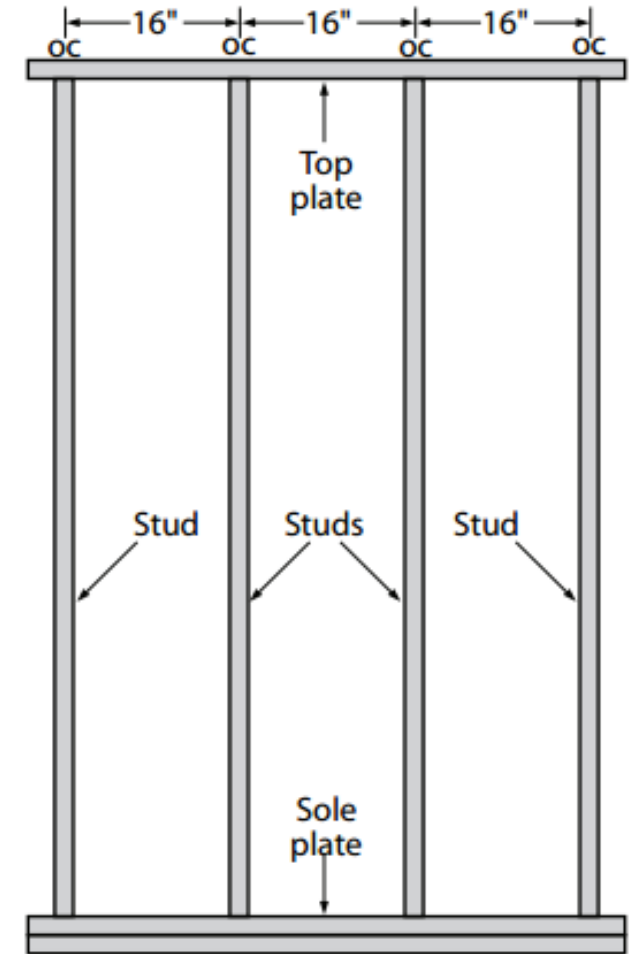 16" 16" 16"
OC OC OC OC
Top
plate
Stud Studs Stud
Sole
plate